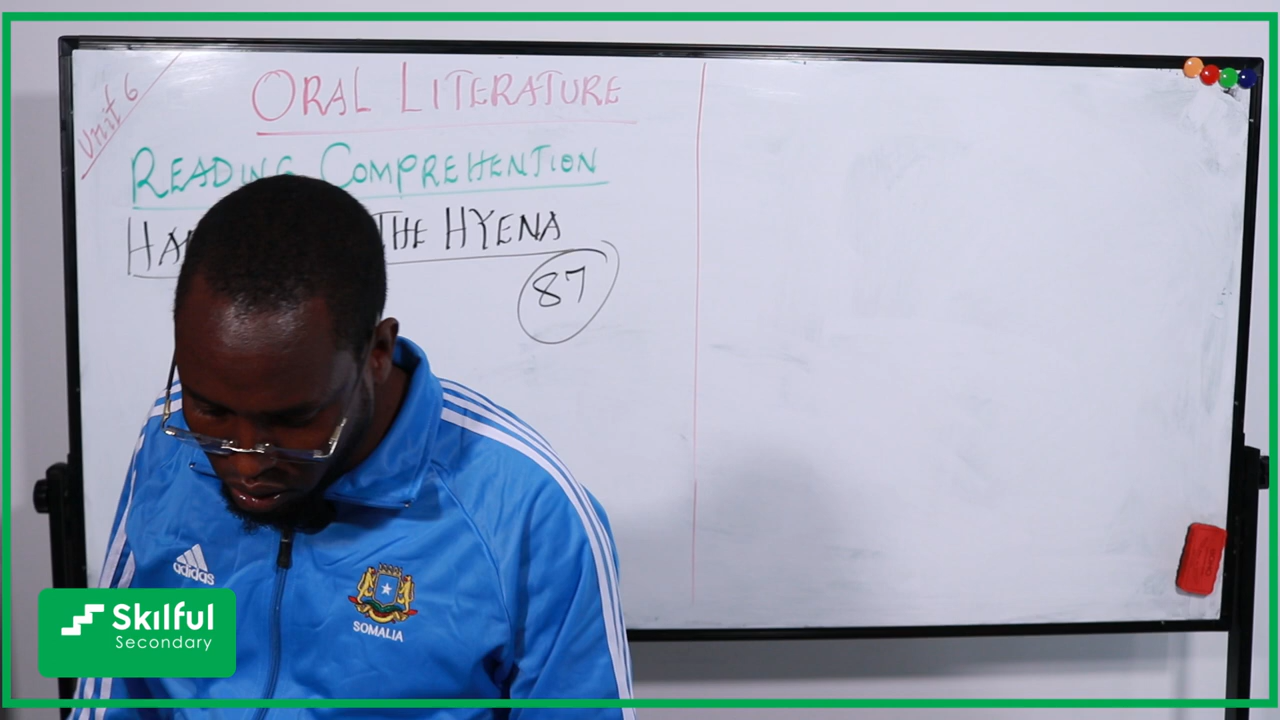 Unit 6
ORAL LITERATURE
READING COMPREHENTION
THE HYENA
87
adidas
SOMALIA
Skilful
Secondary